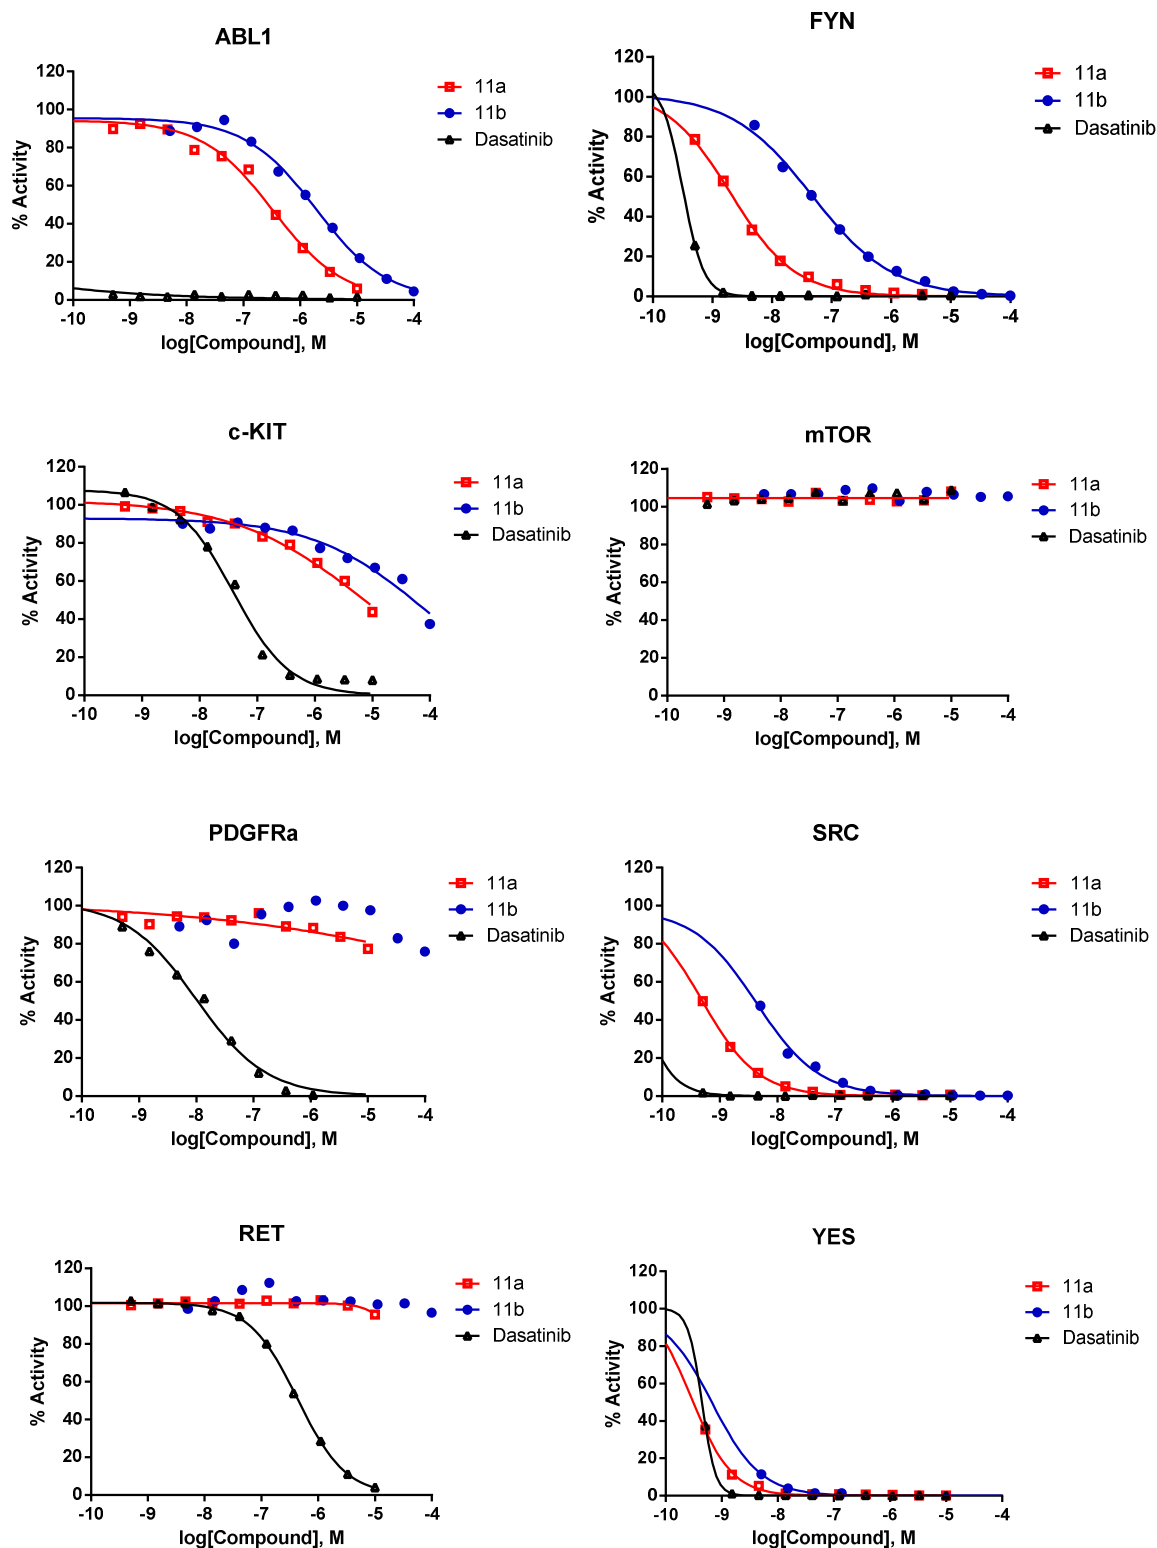 ABL1
120
100
80
60
40
20
0
% Activity
-10 -9 -8 -7 -6 -5 -4
log[Compound], M
11a
11b
Dasatinib
FYN
120
100
80
60
40
20
0
% Activity
-10 -9 -8 -7 -6 -5 -4
log[Compound], M
11a
11b
Dasatinib
c-KIT
120
100
80
60
40
20
0
% Activity
-10 -9 -8 -7 -6 -5 -4
log[Compound], M
11a
11b
Dasatinib
mTOR
120
100
80
60
40
20
0
% Activity
-10 -9 -8 -7 -6 -5 -4
log[Compound], M
11a
11b
Dasatinib
PDGFRa
120
100
80
60
40
20
0
% Activity
-10 -9 -8 -7 -6 -5 -4
log[Compound], M
11a
11b
Dasatinib
SRC
120
100
80
60
40
20
0
% Activity
-10 -9 -8 -7 -6 -5 -4
log[Compound], M
11a
11b
Dasatinib
RET
120
100
80
60
40
20
0
% Activity
-10 -9 -8 -7 -6 -5 -4
log[Compound], M
11a
11b
Dasatinib
YES
120
100
80
60
40
20
0
% Activity
-10 -9 -8 -7 -6 -5 -4
log[Compound], M
11a
11b
Dasatinib